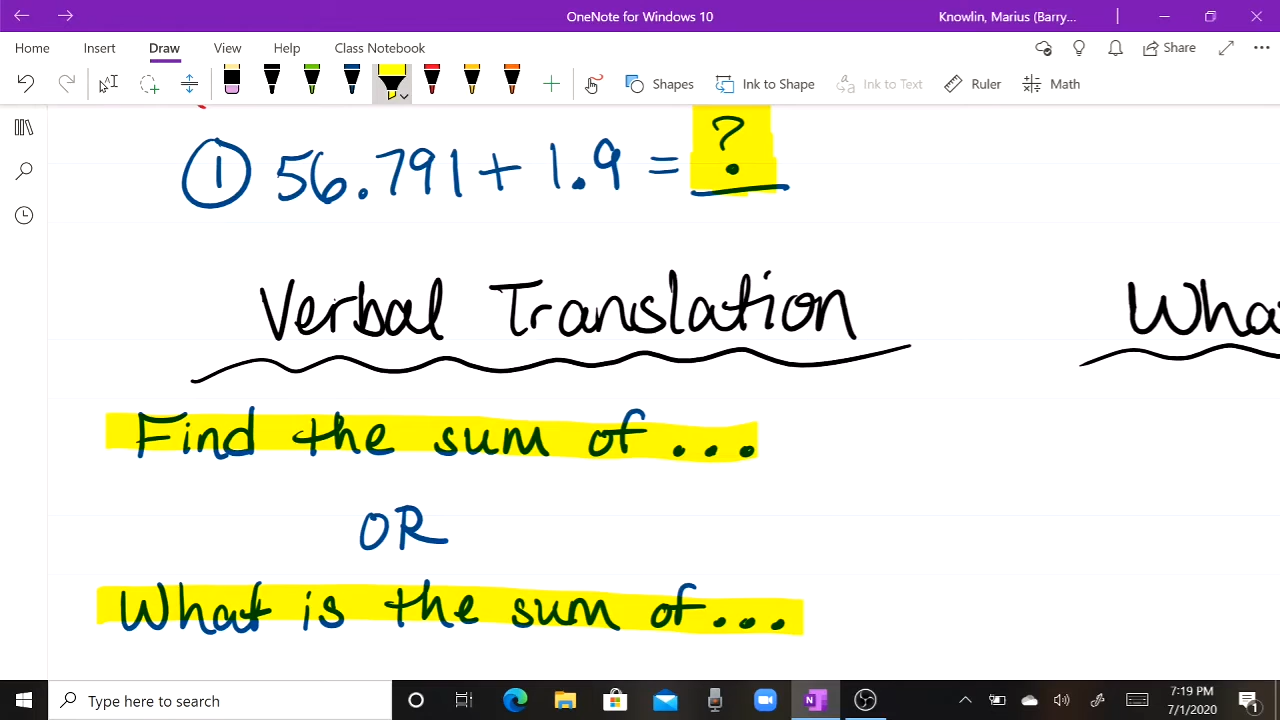 OneNote for Windows 10
Knowlin, Marius (Barry...
Home Insert Draw View Help Class Notebook
Share
Shapes Ink to Shape Ink to Text Ruler Math
① 56.791 + 1.9 = ?
Verbal Translation
Wha
Find the sum of ...
OR
What is the sum of ...
Type here to search
7:19 PM
7/1/2020
1